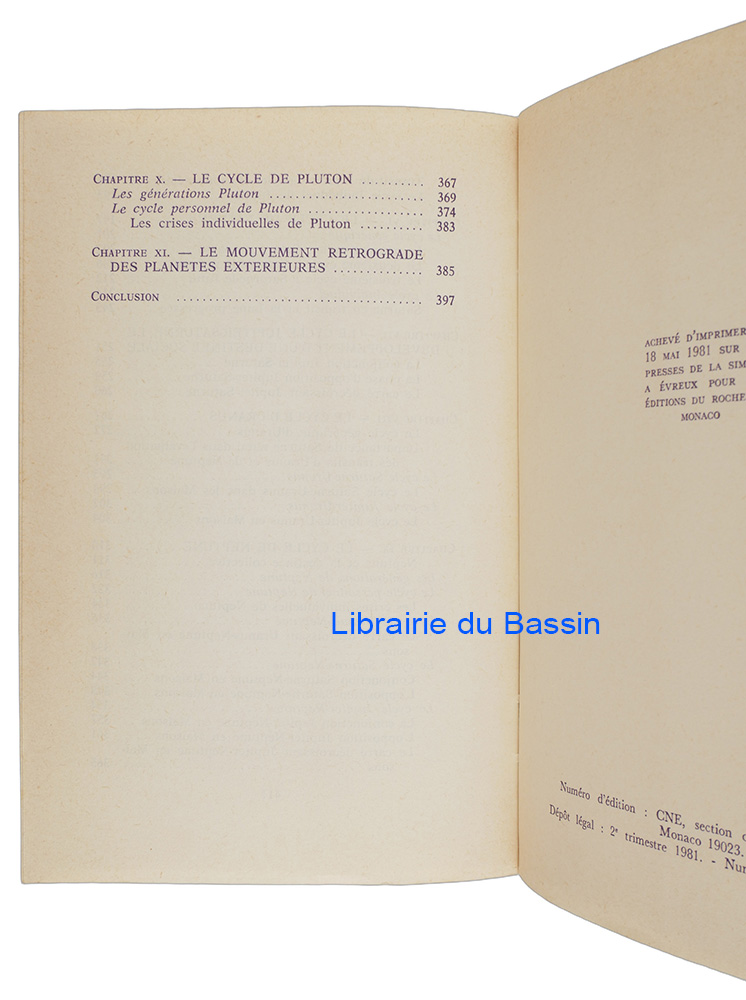 CHAPITRE X. — LE CYCLE DE PLUTON .......... 367
Les générations Pluton ........................ 369
Le cycle personnel de Pluton .................. 374
Les crises individuelles de Pluton .......... 383
CHAPITRE XI. — LE MOUVEMENT RETROGRADE
DES PLANETES EXTERIEURES .............. 385
CONCLUSION ...................................... 397
ACHEVÉ D'IMPRIMER
18 MAI 1981 SUR
PRESSES DE LA SIM
A ÉVREUX POUR
ÉDITIONS DU ROCHE
MONACO
Librairie du Bassin
Numéro d'édition : CNE, section
Monaco 19023.
Dépôt légal : 2e trimestre 1981. - Nu